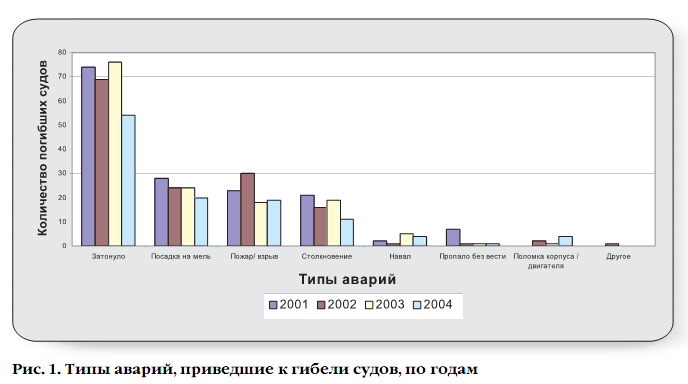 Количество погибших судов
80
70
60
50
40
30
20
10
0
Затонуло Посадка на мель Пожар/ взрыв Столкновение Навал Пропало без вести Поломка корпуса / Другое
двигателя
Типы аварий
2001 2002 2003 2004
Рис. 1. Типы аварий, приведшие к гибели судов, по годам